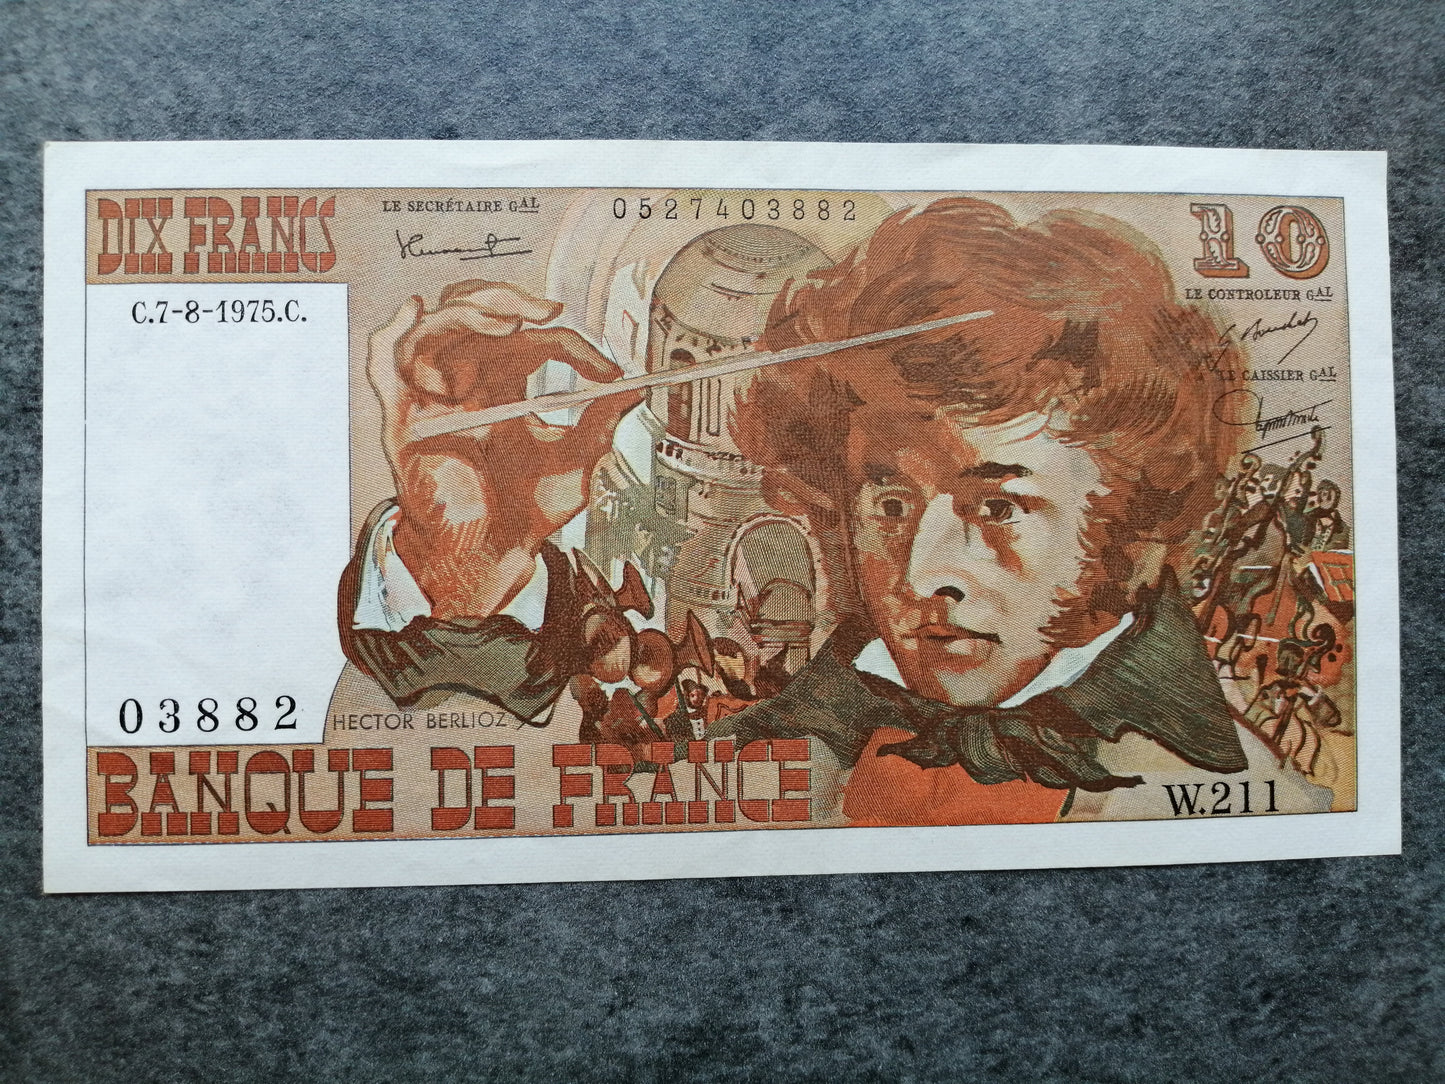 DIX FRANCS
LE SECRÉTAIRE GAL
0527403882
10
C.7-8-1975.C.
LE CONTROLEUR GAL
LE CAISSIER GAL
03882
HECTOR BERLIOZ
BANQUE DE FRANCE
W.211